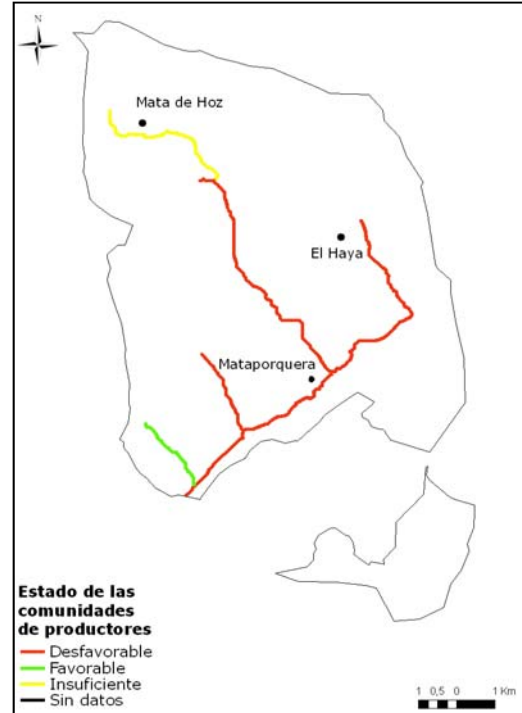 N
Mata de Hoz
El Haya
Mataporquera
Estado de las
comunidades
de productores
Desfavorable
Favorable
Insuficiente
Sin datos
1 0,5 0 1 Km